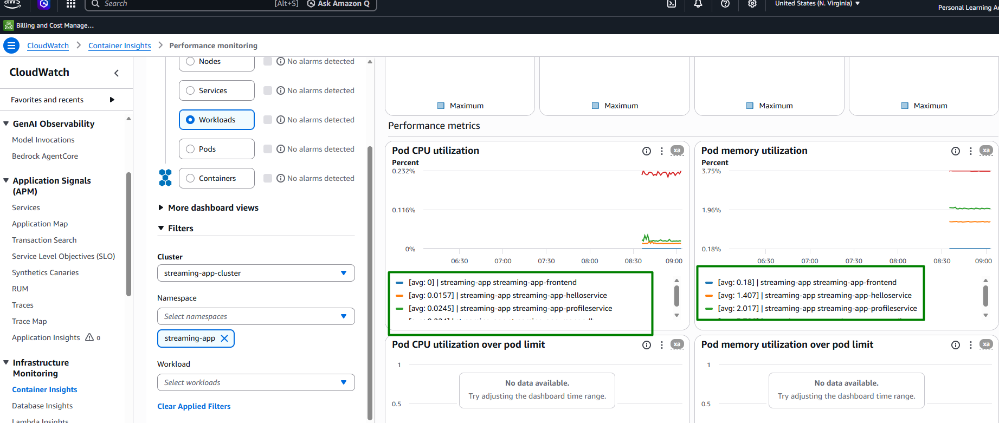 aws
Search
[Alt+S]
Ask Amazon Q
United States (N. Virginia)
Personal Learning
Billing and Cost Manage...
CloudWatch
Container Insights
Performance monitoring
CloudWatch
Favorites and recents
GenAI Observability
Model Invocations
Bedrock AgentCore
Application Signals
(APM)
Services
Application Map
Transaction Search
Service Level Objectives (SLO)
Synthetics Canaries
RUM
Traces
Trace Map
Application Insights 0
Infrastructure
Monitoring
Container Insights
Database Insights
Lambda Insights
Nodes No alarms detected
Services No alarms detected
Workloads No alarms detected
Pods No alarms detected
Containers No alarms detected
More dashboard views
Filters
Cluster
streaming-app-cluster
Namespace
Select namespaces
streaming-app
Workload
Select workloads
Clear Applied Filters
Maximum Maximum Maximum Maximum
Performance metrics
Pod CPU utilization
xa
Percent
0.232%
0.116%
0%
06:30 07:00 07:30 08:00 08:30 09:00
[avg: 0] | streaming-app streaming-app-frontend
[avg: 0.0157] | streaming-app streaming-app-helloservice
[avg: 0.0245] | streaming-app streaming-app-profileservice
Pod memory utilization
xa
Percent
3.75%
1.96%
0.18%
06:30 07:00 07:30 08:00 08:30 09:00
[avg: 0.18] | streaming-app streaming-app-frontend
[avg: 1.407] | streaming-app streaming-app-helloservice
[avg: 2.017] | streaming-app streaming-app-profileservice
Pod CPU utilization over pod limit
xa
1
No data available.
Try adjusting the dashboard time range.
0.5
Pod memory utilization over pod limit
xa
1
No data available.
Try adjusting the dashboard time range.
0.5